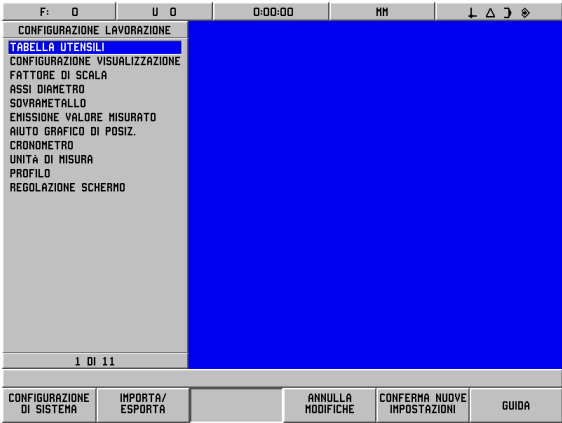 F: 0 U 0 0:00:00 MM
CONFIGURAZIONE LAVORAZIONE
TABELLA UTENSILI
CONFIGURAZIONE VISUALIZZAZIONE
FATTORE DI SCALA
ASSI DIAMETRO
SOVRAMETALLO
EMISSIONE VALORE MISURATO
AIUTO GRAFICO DI POSIZ.
CRONOMETRO
UNITÀ DI MISURA
PROFILO
REGOLAZIONE SCHERMO
1 DI 11
CONFIGURAZIONE
DI SISTEMA
IMPORTA/
ESPORTA
ANNULLA
MODIFICHE
CONFERMA NUOVE
IMPOSTAZIONI
GUIDA